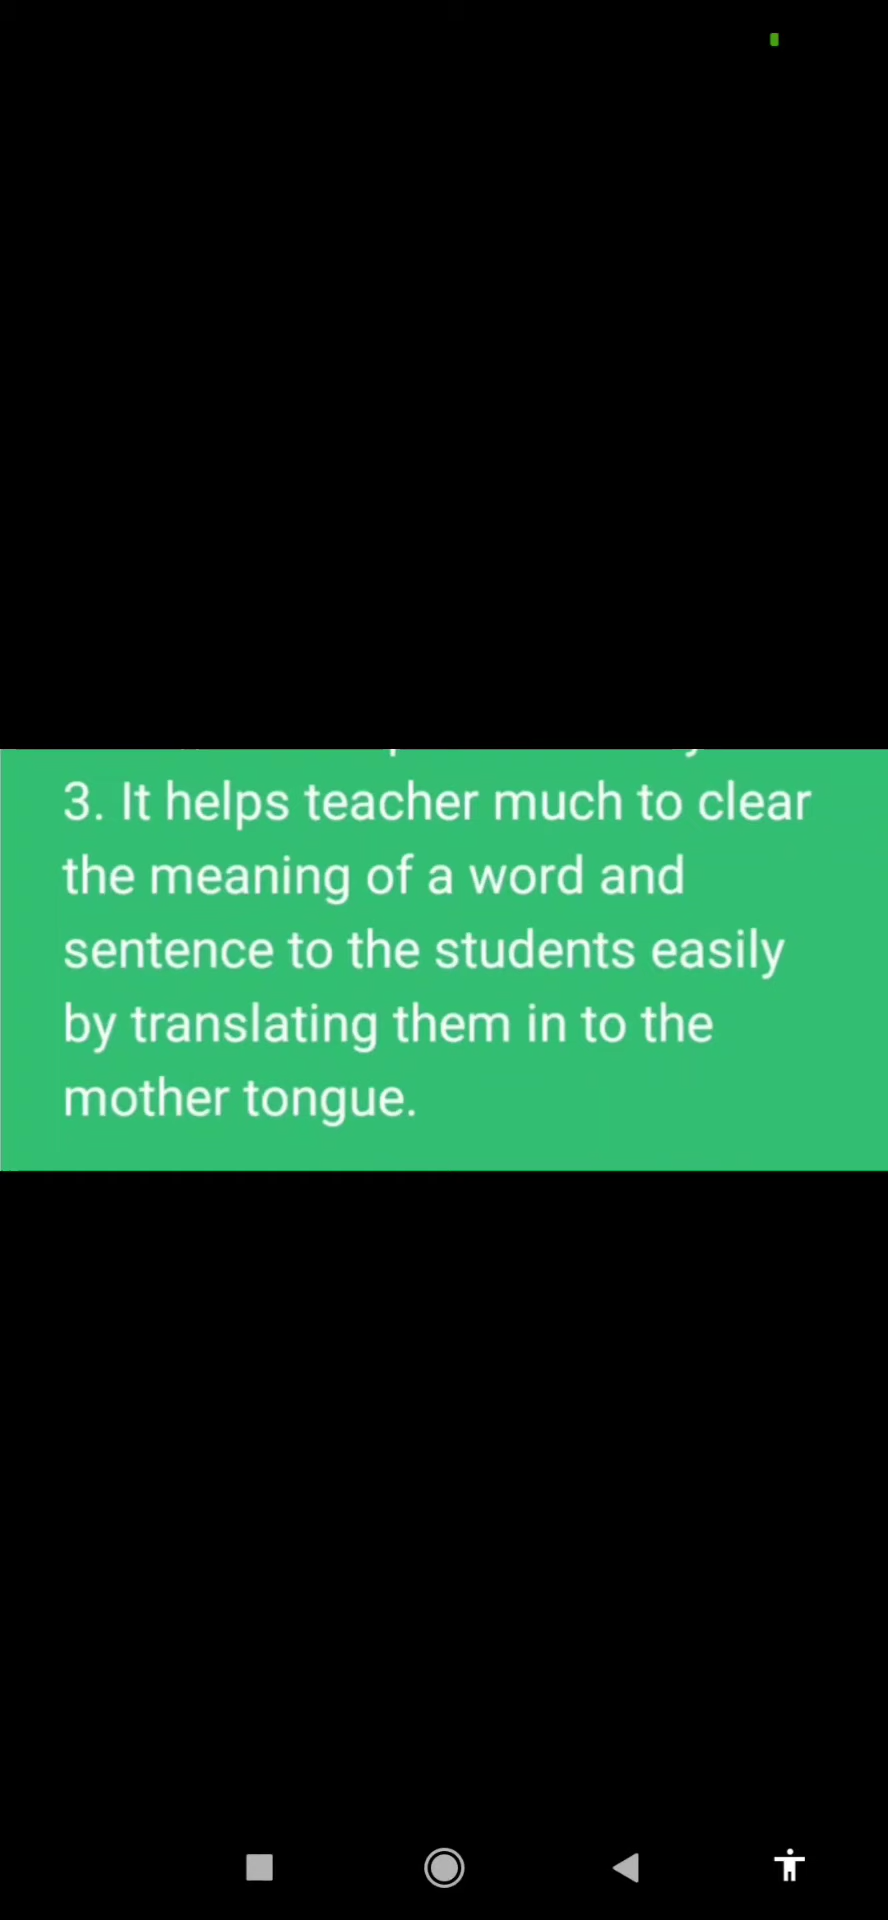 3. It helps teacher much to clear
the meaning of a word and
sentence to the students easily
by translating them in to the
mother tongue.